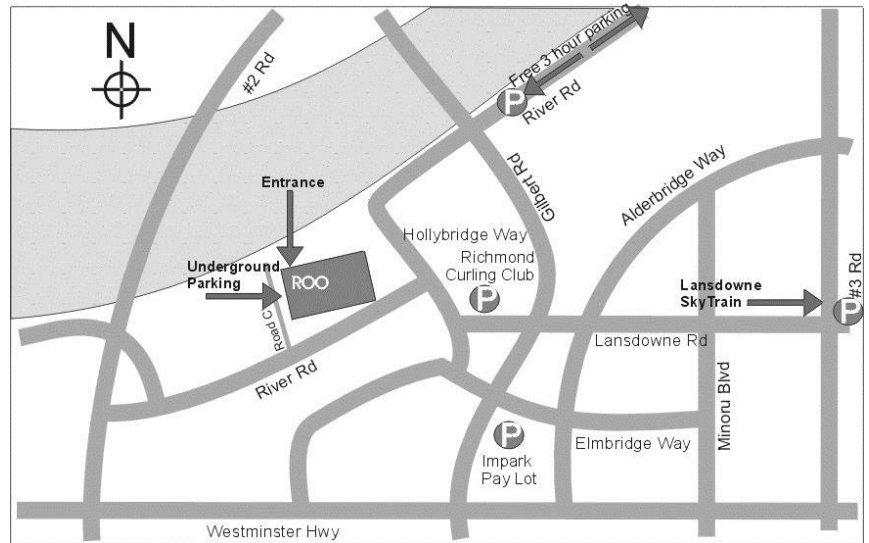 N
#2 Rd
Free 3 hour parking
P
River Rd
Gilbert Rd
Alderbridge Way
Entrance
Hollybridge Way
Richmond
Curling Club
P
Underground
Parking
ROO
Road C
Lansdowne
SkyTrain
#3 Rd
P
Lansdowne Rd
River Rd
Minoru Blvd
P
Elmbridge Way
Impark
Pay Lot
Westminster Hwy